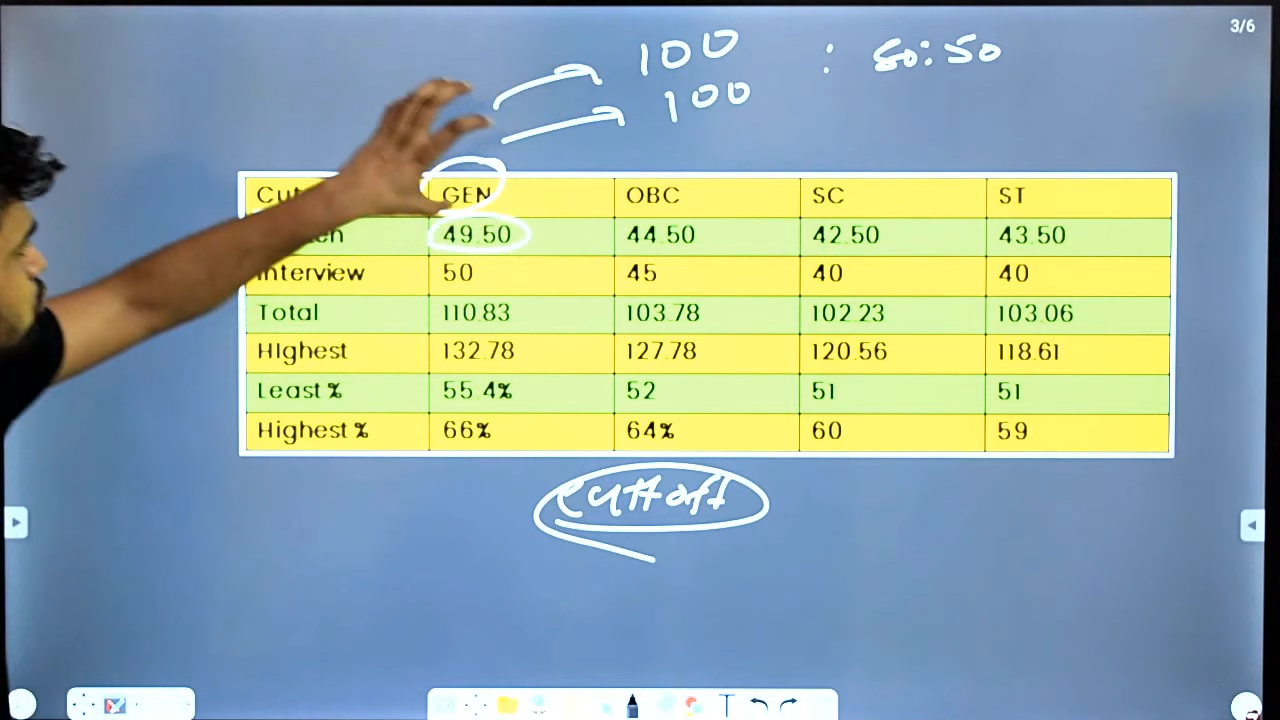 3/6
100 : 50:50
100
GEN OBC SC ST
49.50 44.50 42.50 43.50
Interview 50 45 40 40
Total 110.83 103.78 102.23 103.06
HIghest 132.78 127.78 120.56 118.61
Least % 55.4% 52 51 51
Highest % 66% 64% 60 59
cuttoff
T